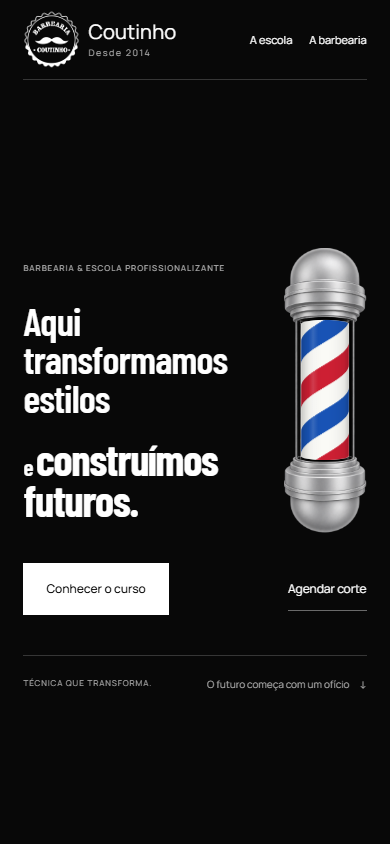 BARBEARIA
COUTINHO
Coutinho
Desde 2014
A escola
A barbearia
BARBEARIA & ESCOLA PROFISSIONALIZANTE
Aqui
transformamos
estilos
e construímos
futuros.
Conhecer o curso
Agendar corte
TÉCNICA QUE TRANSFORMA.
O futuro começa com um ofício ↓